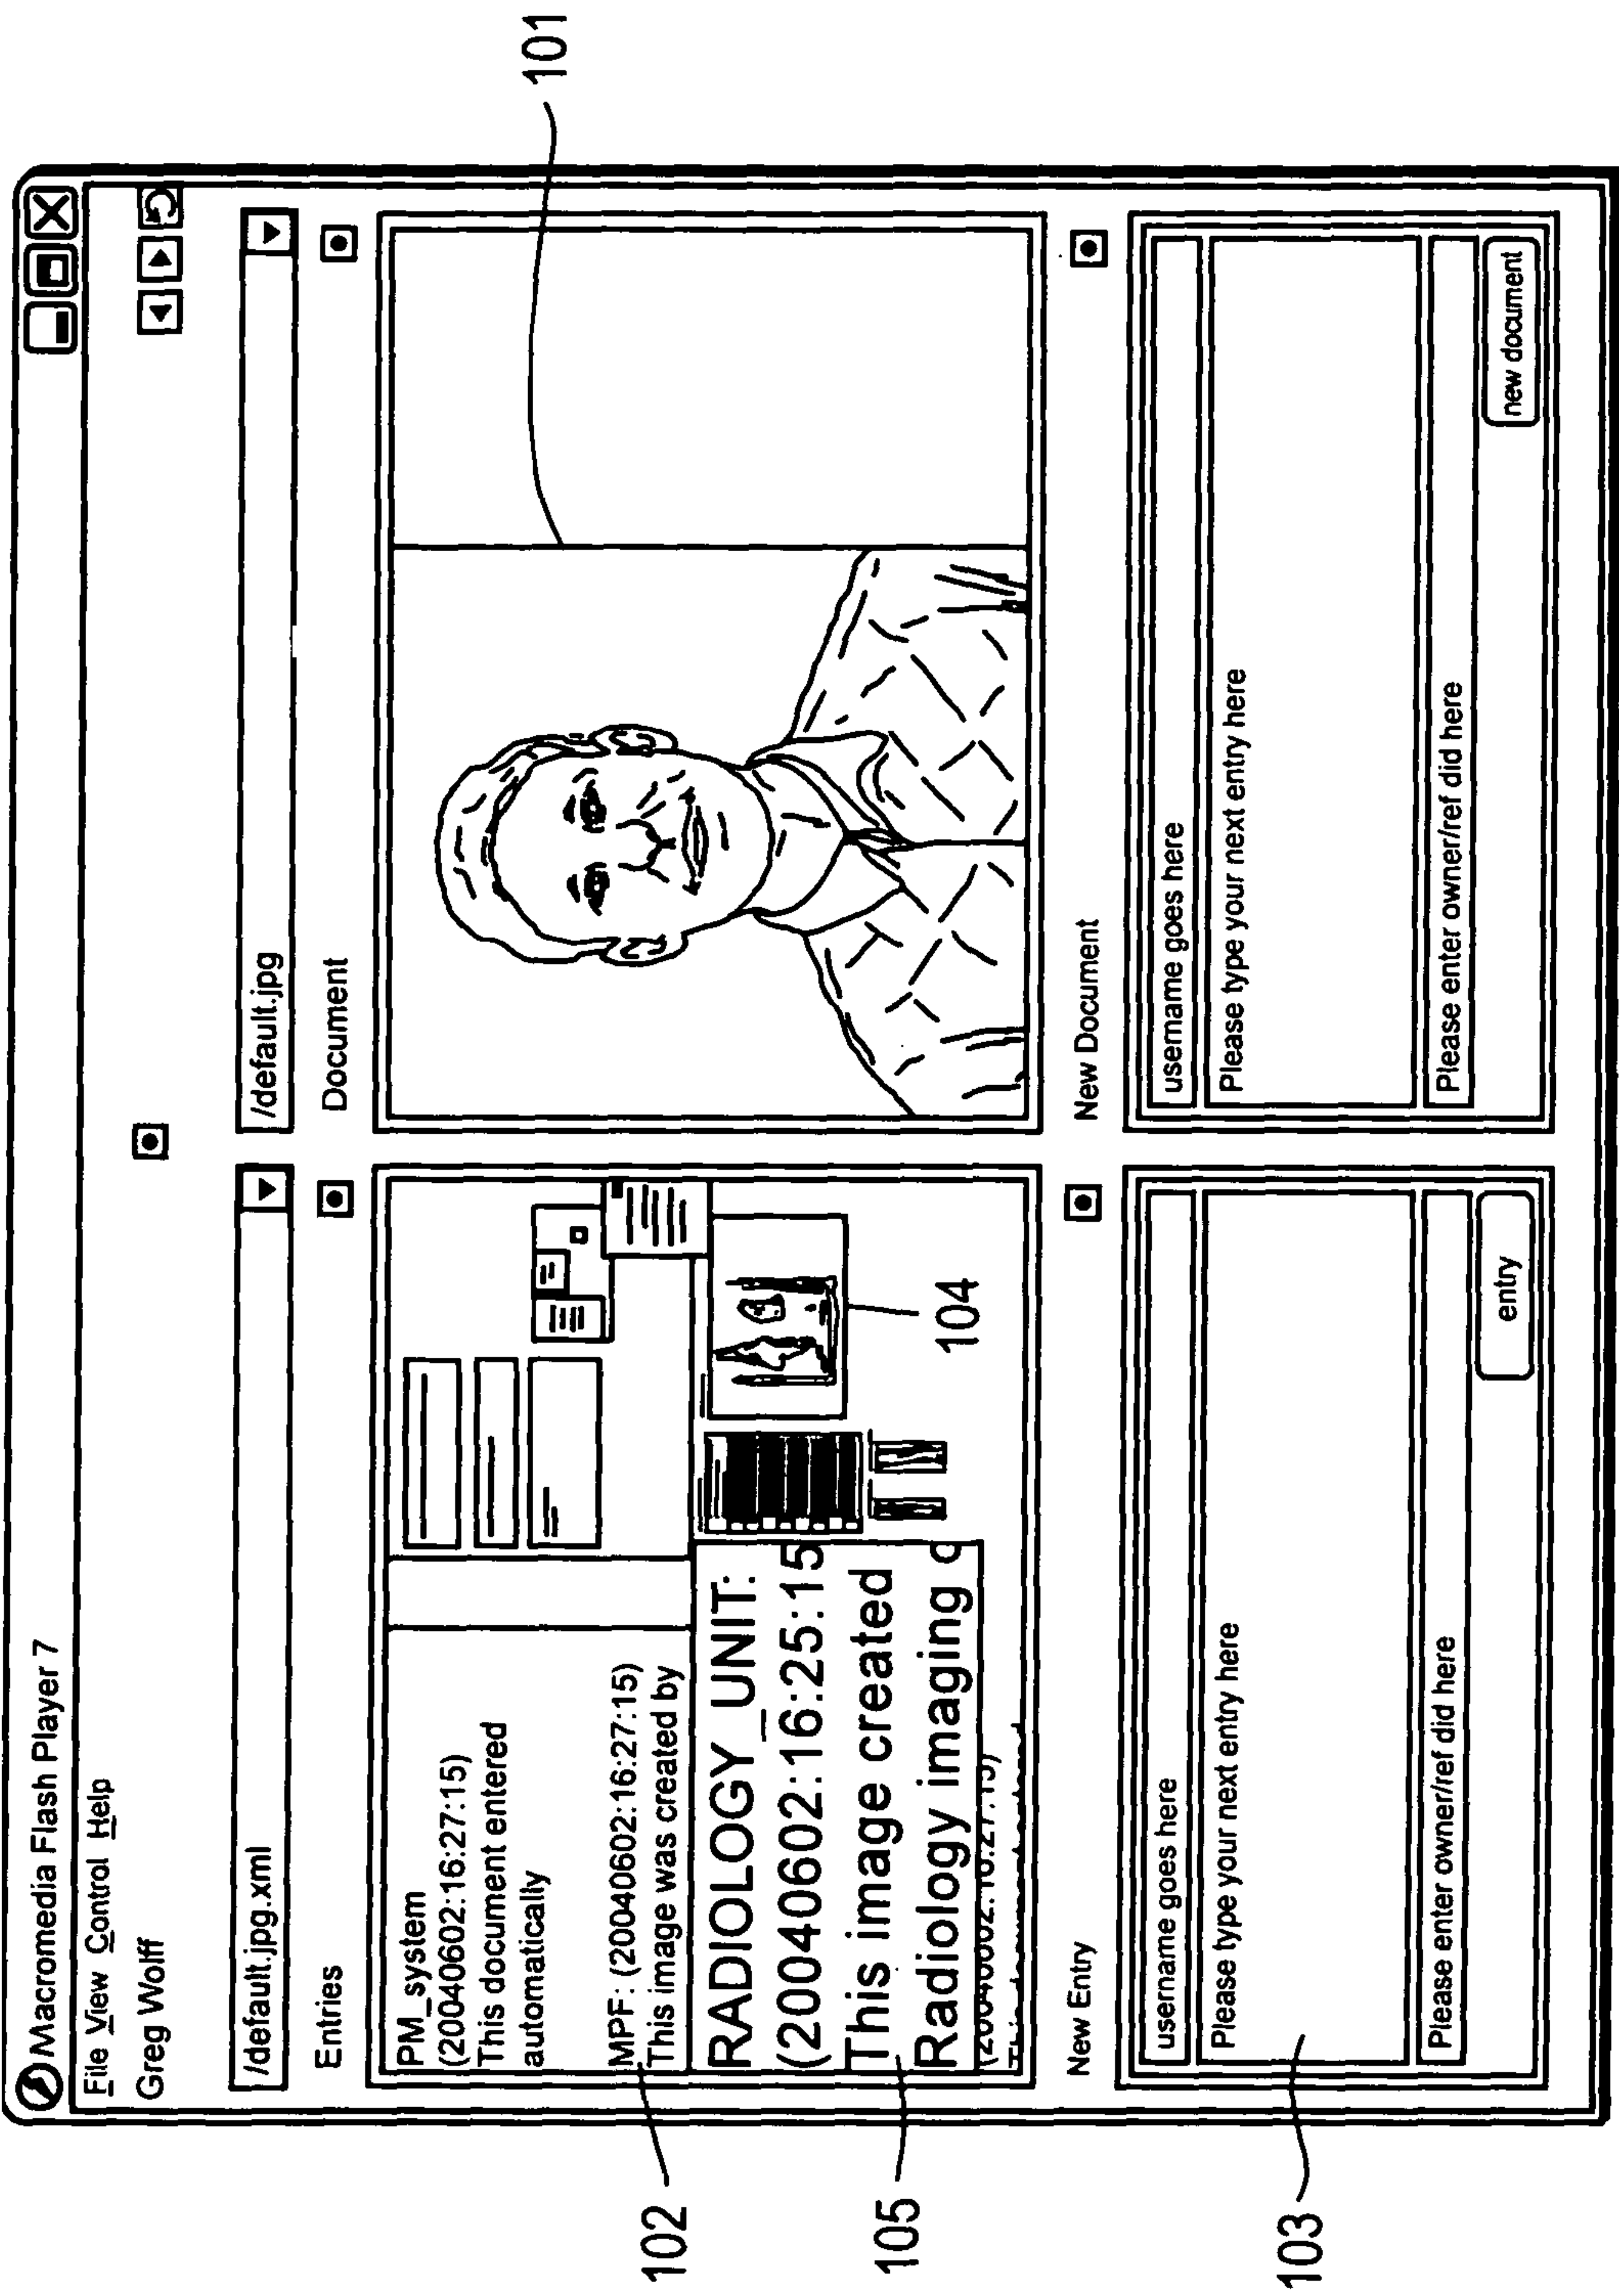 Macromedia Flash Player 7
File View Control Help
Greg Wolff
/default.jpg.xml
/default.jpg
Entries
Document
PM_system
(20040602:16:27:15)
This document entered
automatically
MPF: (20040602:16:27:15)
This image was created by
RADIOLOGY_UNIT:
(20040602:16:25:15
This image created
Radiology imaging
(20040602:16:27:15)
101
102
104
105
New Entry
New Document
username goes here
Please type your next entry here
Please enter owner/ref did here
entry
username goes here
Please type your next entry here
Please enter owner/ref did here
new document
103